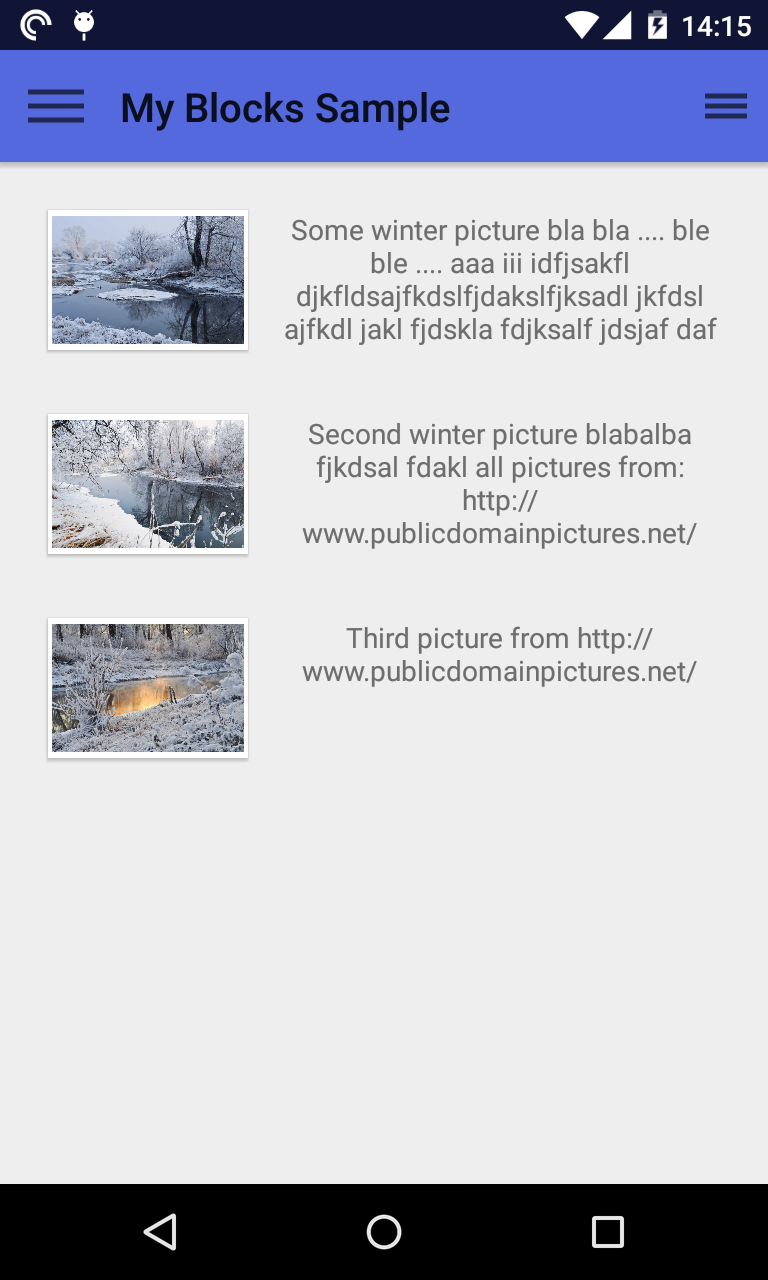 14:15
My Blocks Sample
Some winter picture bla bla .... ble
ble .... aaa iii idfjsakfl
djkfldsajfkdslfjdakslfjksadl jkfdsl
ajfkdl jakl fjdskla fdjksalf jdsjaf daf
Second winter picture blabalba
fjkdsal fdakl all pictures from:
http://
www.publicdomainpictures.net/
Third picture from http://
www.publicdomainpictures.net/